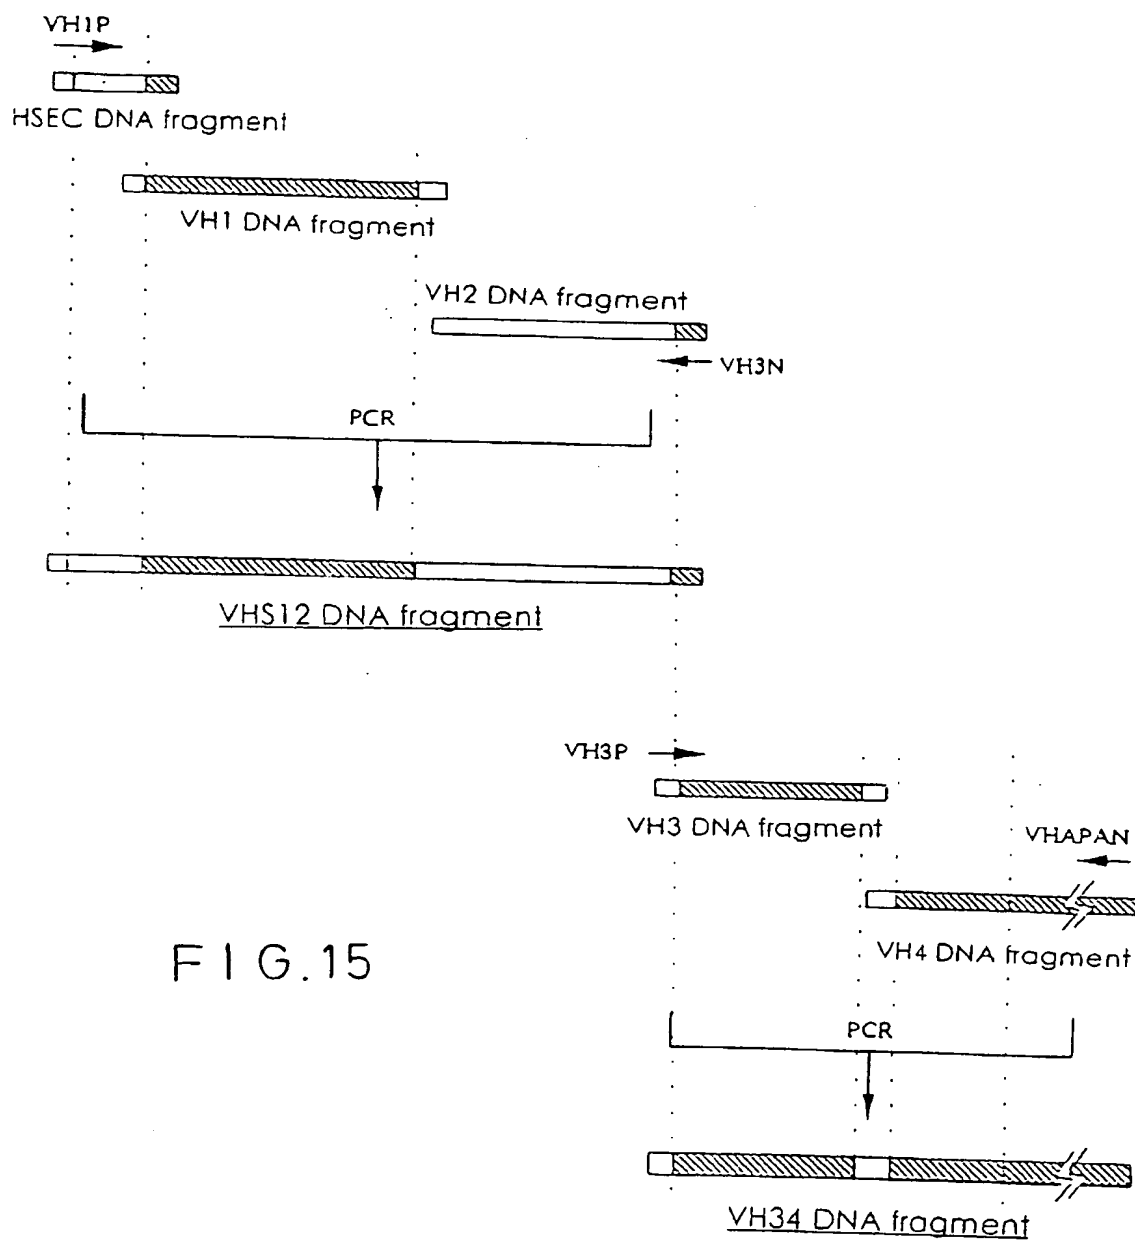 VH1P
HSEC DNA fragment
VH1 DNA fragment
VH2 DNA fragment
VH3N
PCR
VHS12 DNA fragment
VH3P
VH3 DNA fragment
VHAPAN
VH4 DNA fragment
FIG.15
PCR
VH34 DNA fragment